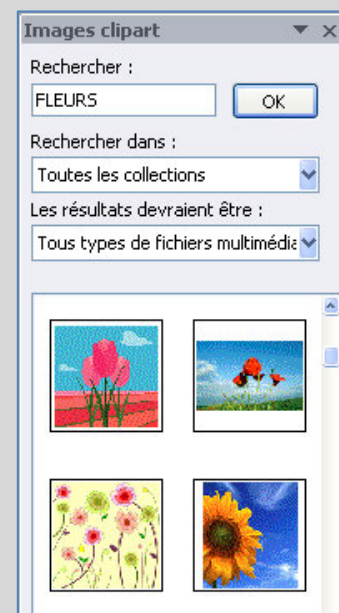 Images clipart
Rechercher :
FLEURS
OK
Rechercher dans :
Toutes les collections
Les résultats devraient être :
Tous types de fichiers multimédia